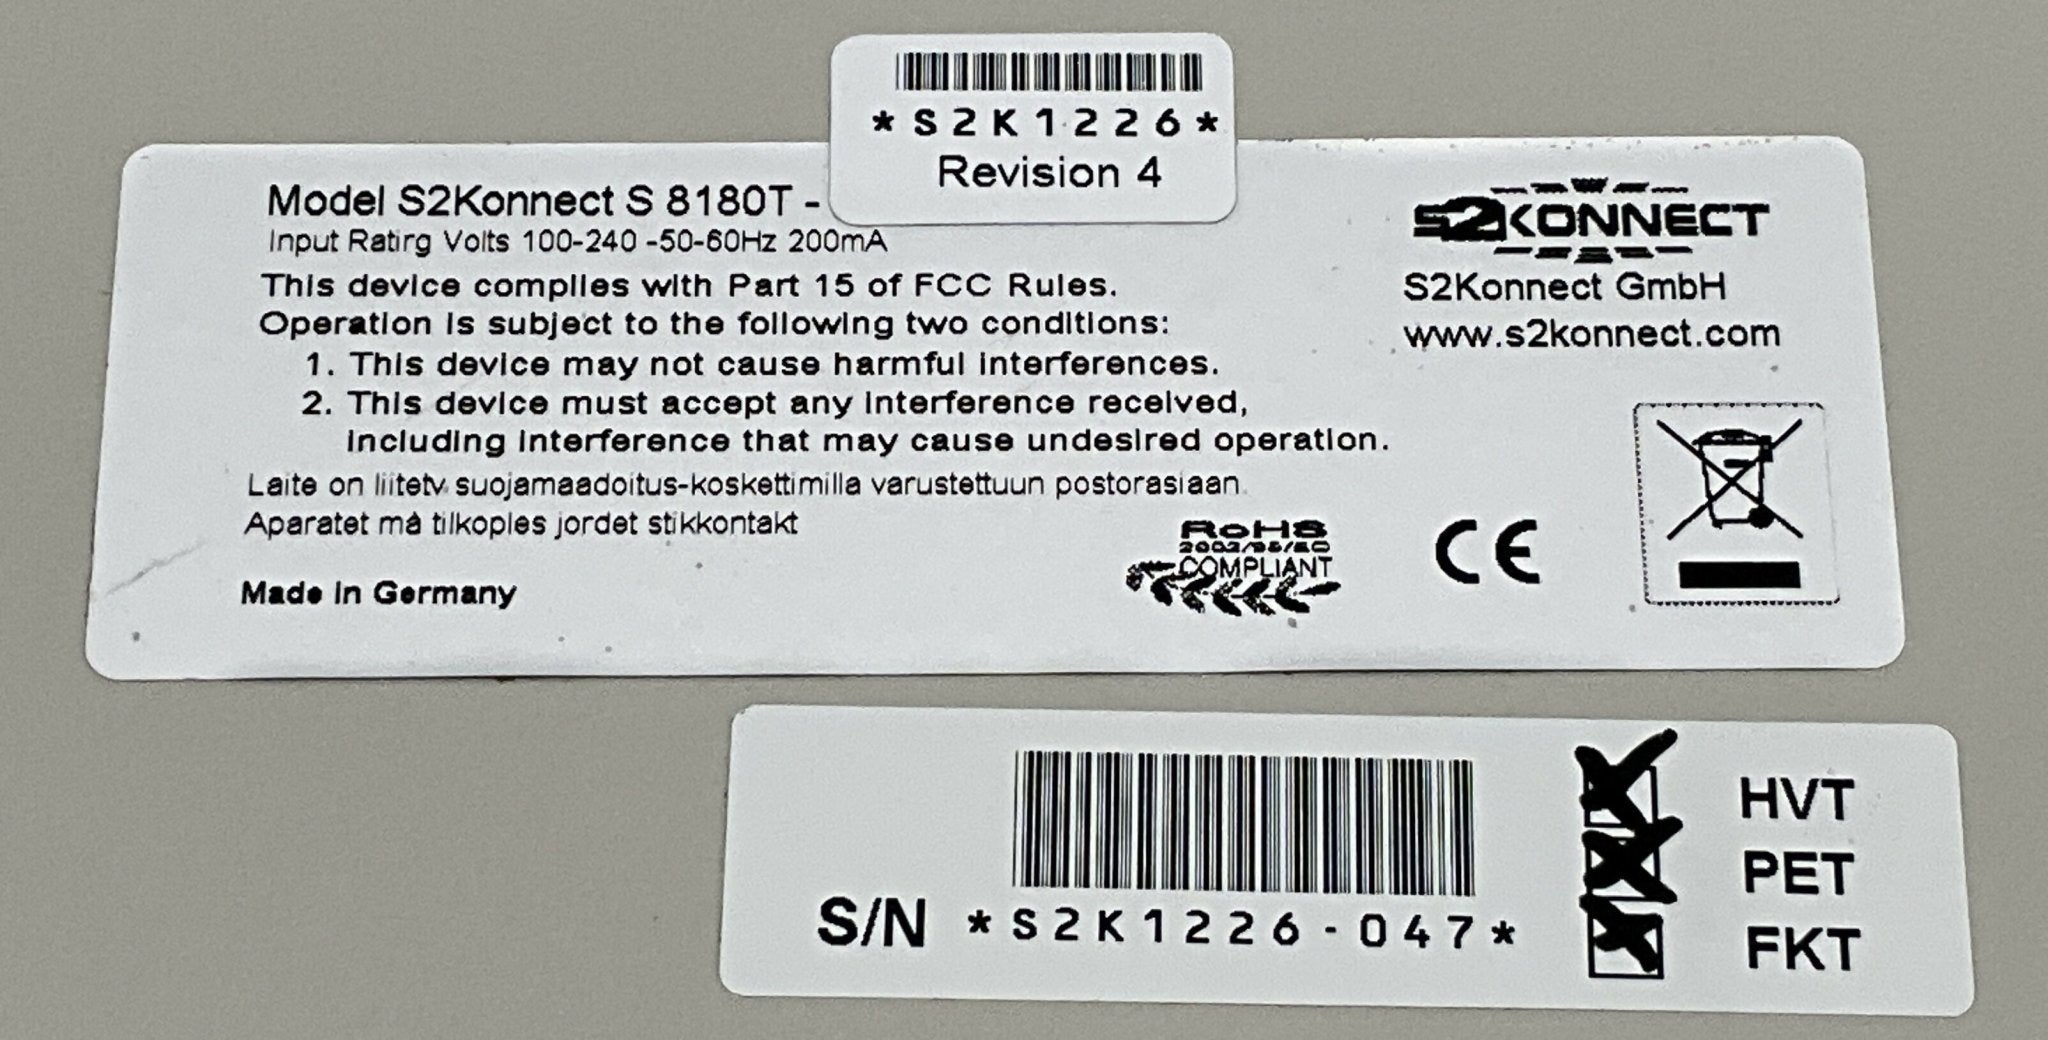 *S2K1226*
Revision 4
Model S2Konnect S 8180T -
Input Ratirg Volts 100-240 -50-60Hz 200mA
This device complies with Part 15 of FCC Rules.
Operation is subject to the following two conditions:
1. This device may not cause harmful interferences.
2. This device must accept any interference received,
including interference that may cause undesired operation.
Laite on liitetv suojamaadoitus-koskettimilla varustettuun postorasiaan
Aparatet må tilkoples jordet stikkontakt
Made in Germany
S2KONNECT
S2Konnect GmbH
www.s2konnect.com
RoHS
COMPLIANT
CE
S/N *S2K1226-047*
HVT
PET
FKT